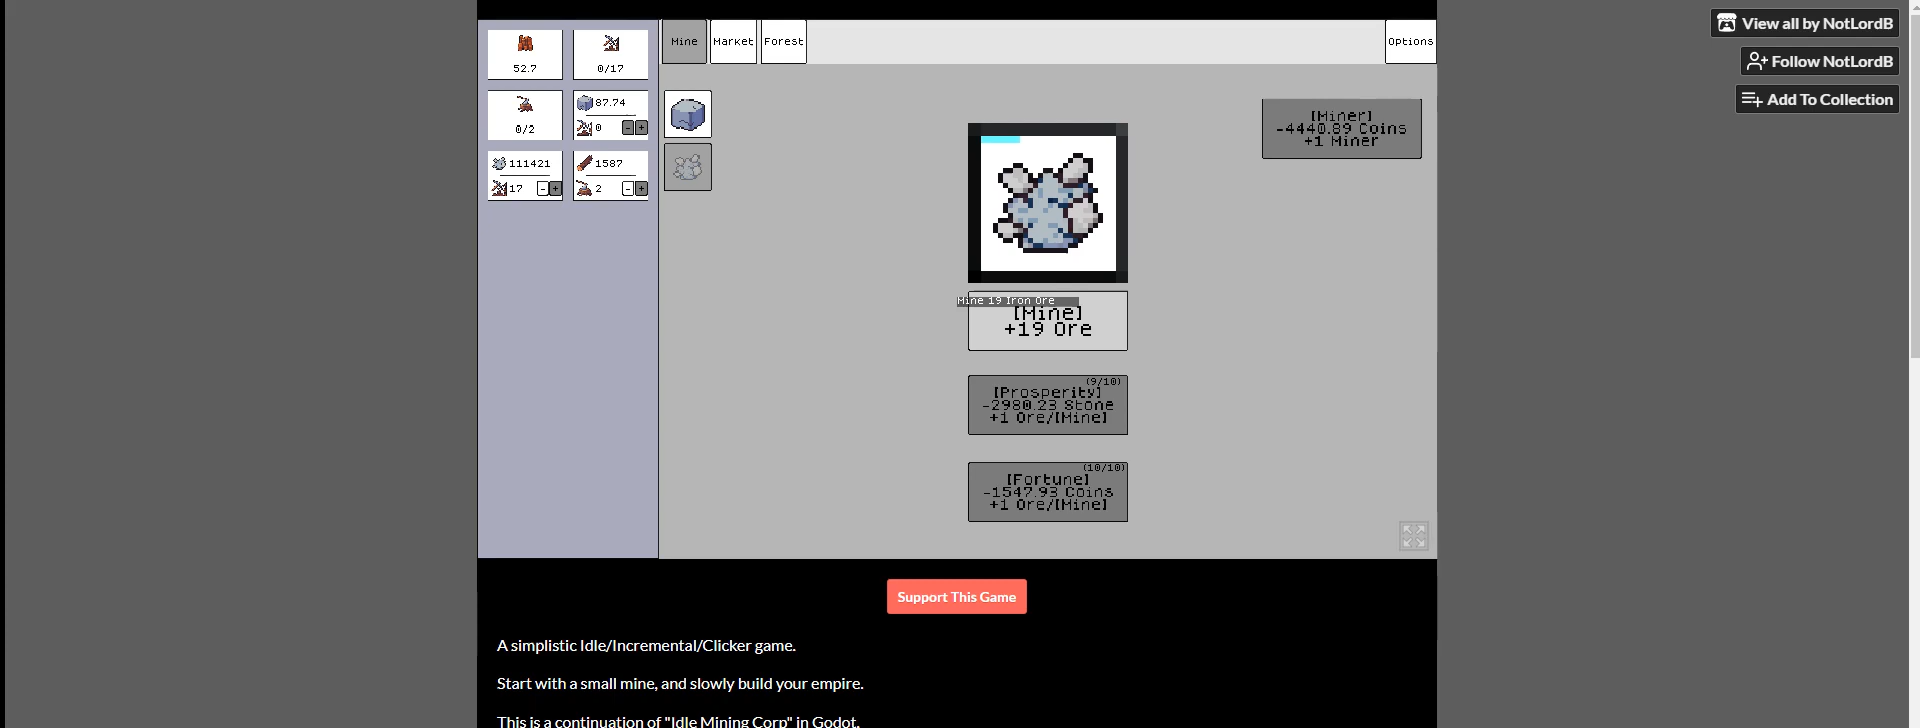 View all by NotLordB
Follow NotLordB
Add To Collection
Mine
Market
Forest
Options
52.7
0/17
0/2
87.74
0
- +
111421
17
- +
1587
2
- +
[Miner]
-4440.89 Coins
+1 Miner
Mine 19 Iron Ore
[Mine]
+19 Ore
(9/10)
[Prosperity]
-2980.23 Stone
+1 Ore/[Mine]
(10/10)
[Fortune]
-1547.93 Coins
+1 Ore/[Mine]
Support This Game
A simplistic Idle/Incremental/Clicker game.
Start with a small mine, and slowly build your empire.
This is a continuation of "Idle Mining Corp" in Godot.